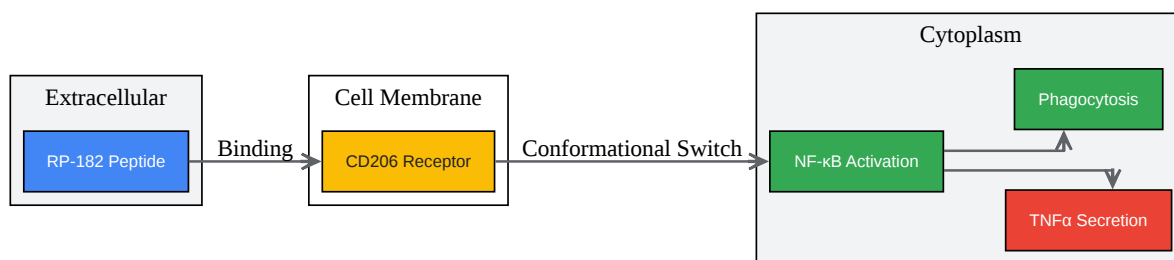 Extracellular
RP-182 Peptide
Binding
Cell Membrane
CD206 Receptor
Conformational Switch
Cytoplasm
NF-κB Activation
Phagocytosis
TNFα Secretion